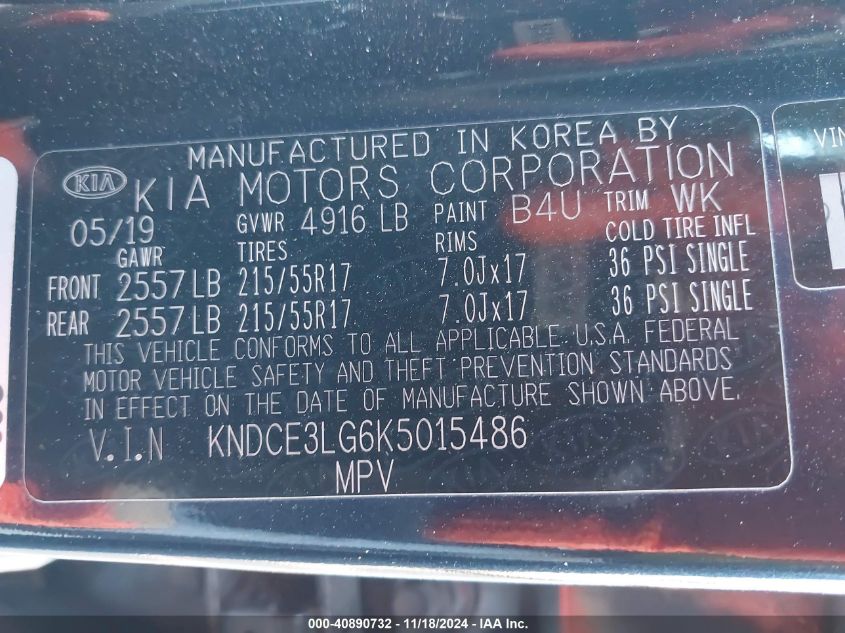 MANUFACTURED IN KOREA BY
KIA KIA MOTORS CORPORATION
05/19 GVWR 4916 LB PAINT B4U TRIM WK
GAWR TIRES RIMS COLD TIRE INFL
FRONT 2557LB 215/55R17 7.0Jx17 36 PSI SINGLE
REAR 2557LB 215/55R17 7.0Jx17 36 PSI SINGLE
THIS VEHICLE CONFORMS TO ALL APPLICABLE U.S.A. FEDERAL
MOTOR VEHICLE SAFETY AND THEFT PREVENTION STANDARDS
IN EFFECT ON THE DATE OF MANUFACTURE SHOWN ABOVE.
V.I.N KNDCE3LG6K5015486
MPV
VIN
000-40890732 - 11/18/2024 - IAA Inc.